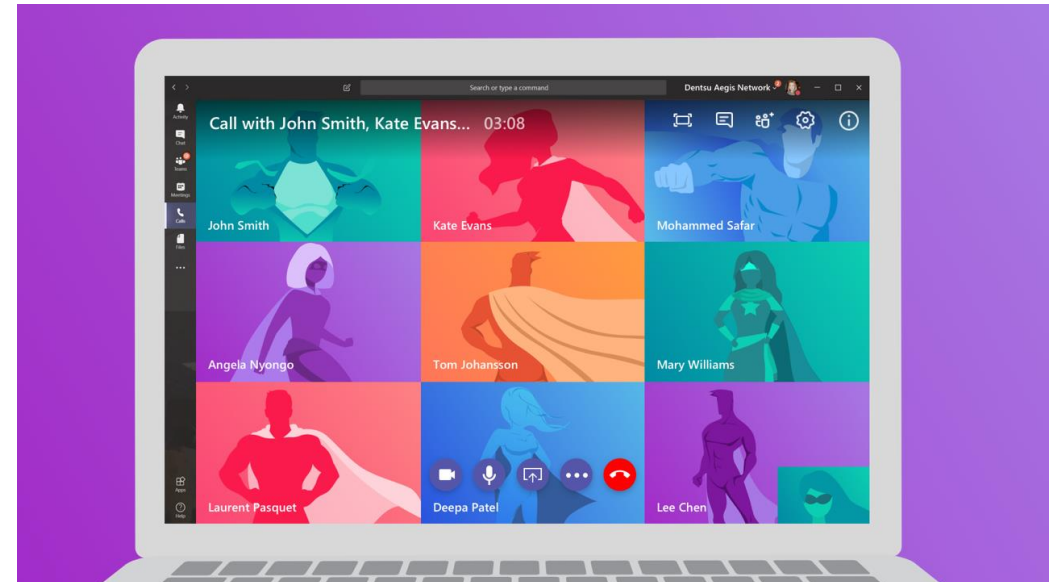 Search or type a command
Dentsu Aegis Network
Activity
Chat
Teams
Meetings
Calls
Files
Apps
Help
Call with John Smith, Kate Evans... 03:08
John Smith
Kate Evans
Mohammed Safar
Angela Nyongo
Tom Johansson
Mary Williams
Laurent Pasquet
Deepa Patel
Lee Chen